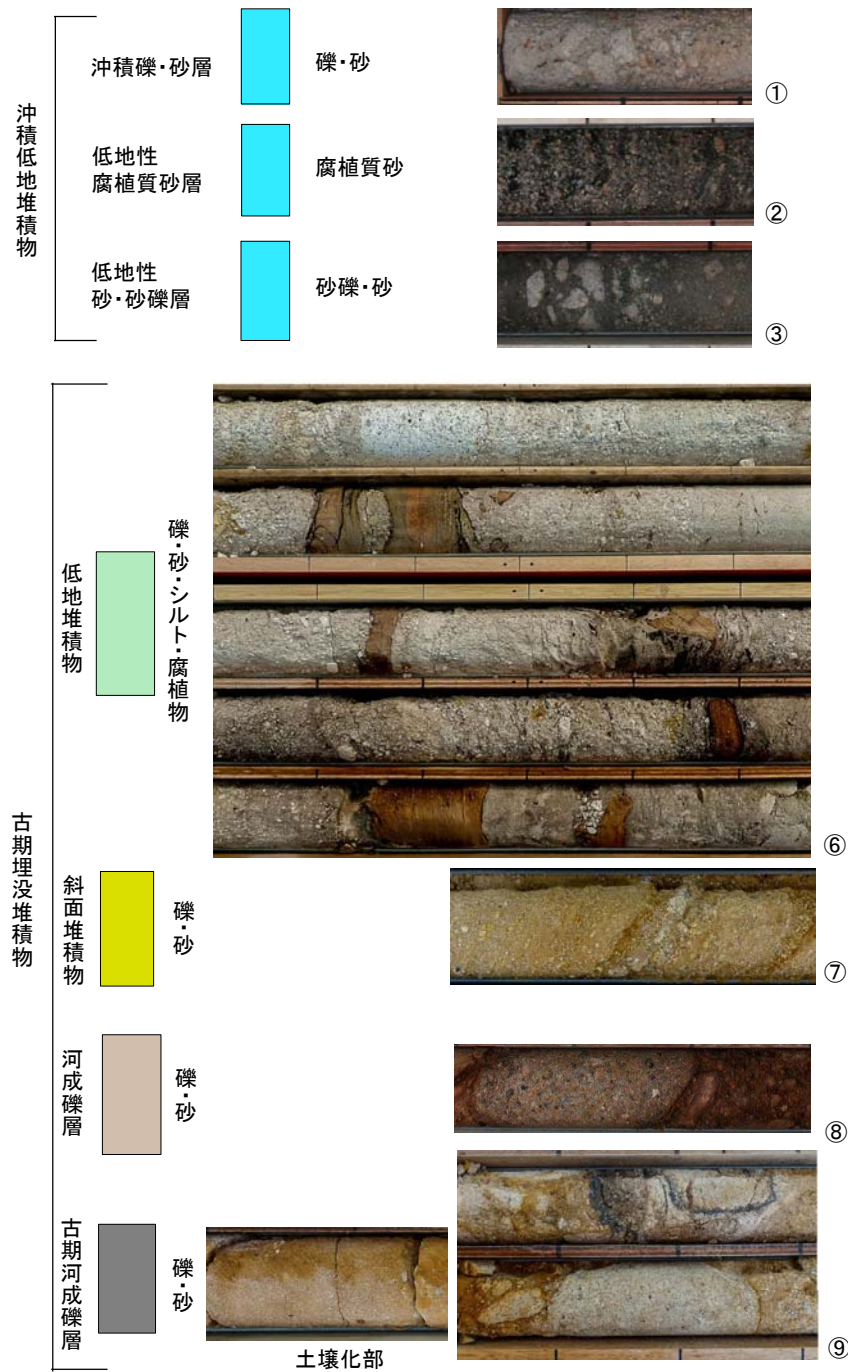 沖積低地堆積物
沖積礫・砂層
礫・砂
①
低地性
腐植質砂層
腐植質砂
②
低地性
砂・砂礫層
砂礫・砂
③
古期埋没堆積物
低地堆積物
礫・砂・シルト・腐植物
⑥
斜面堆積物
礫・砂
⑦
河成礫層
礫・砂
⑧
古期河成礫層
礫・砂
土壌化部
⑨